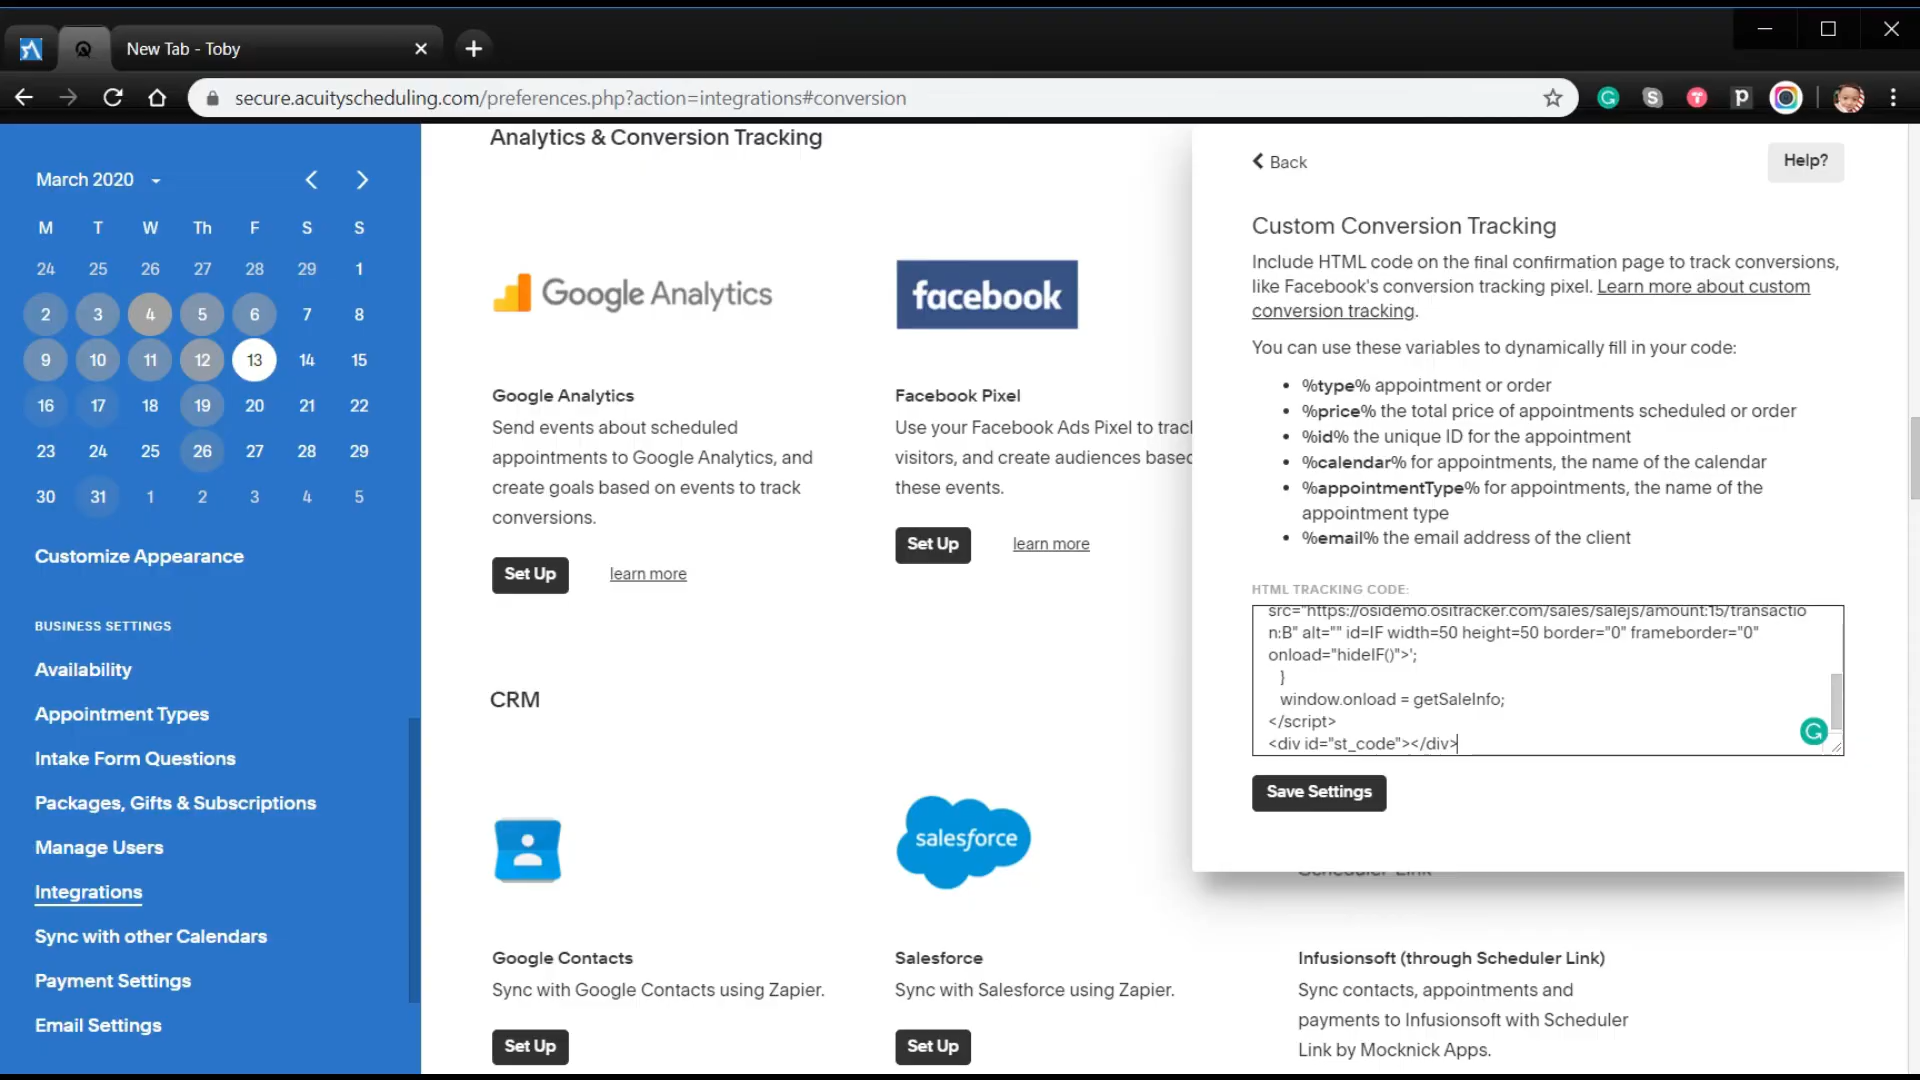 New Tab - Toby
secure.acuityscheduling.com/preferences.php?action=integrations#conversion
March 2020
M T W Th F S S
24 25 26 27 28 29 1
2 3 4 5 6 7 8
9 10 11 12 13 14 15
16 17 18 19 20 21 22
23 24 25 26 27 28 29
30 31 1 2 3 4 5
Customize Appearance
BUSINESS SETTINGS
Availability
Appointment Types
Intake Form Questions
Packages, Gifts & Subscriptions
Manage Users
Integrations
Sync with other Calendars
Payment Settings
Email Settings
Analytics & Conversion Tracking
Google Analytics
Google Analytics
Send events about scheduled
appointments to Google Analytics, and
create goals based on events to track
conversions.
Set Up learn more
facebook
Facebook Pixel
Use your Facebook Ads Pixel to trac
visitors, and create audiences based
these events.
Set Up learn more
CRM
Google Contacts
Sync with Google Contacts using Zapier.
Set Up
salesforce
Salesforce
Sync with Salesforce using Zapier.
Set Up
Infusionsoft (through Scheduler Link)
Sync contacts, appointments and
payments to Infusionsoft with Scheduler
Link by Mocknick Apps.
Back
Help?
Custom Conversion Tracking
Include HTML code on the final confirmation page to track conversions,
like Facebook's conversion tracking pixel. Learn more about custom
conversion tracking.
You can use these variables to dynamically fill in your code:
• %type% appointment or order
• %price% the total price of appointments scheduled or order
• %id% the unique ID for the appointment
• %calendar% for appointments, the name of the calendar
• %appointmentType% for appointments, the name of the
appointment type
• %email% the email address of the client
HTML TRACKING CODE:
src="https://osidemo.ositracker.com/sales/salejs/amount:15/transactio
n:B" alt="" id=IF width=50 height=50 border="0" frameborder="0"
onload="hideIF()">';
}
window.onload = getSaleInfo;
</script>
<div id="st_code"></div>
Save Settings